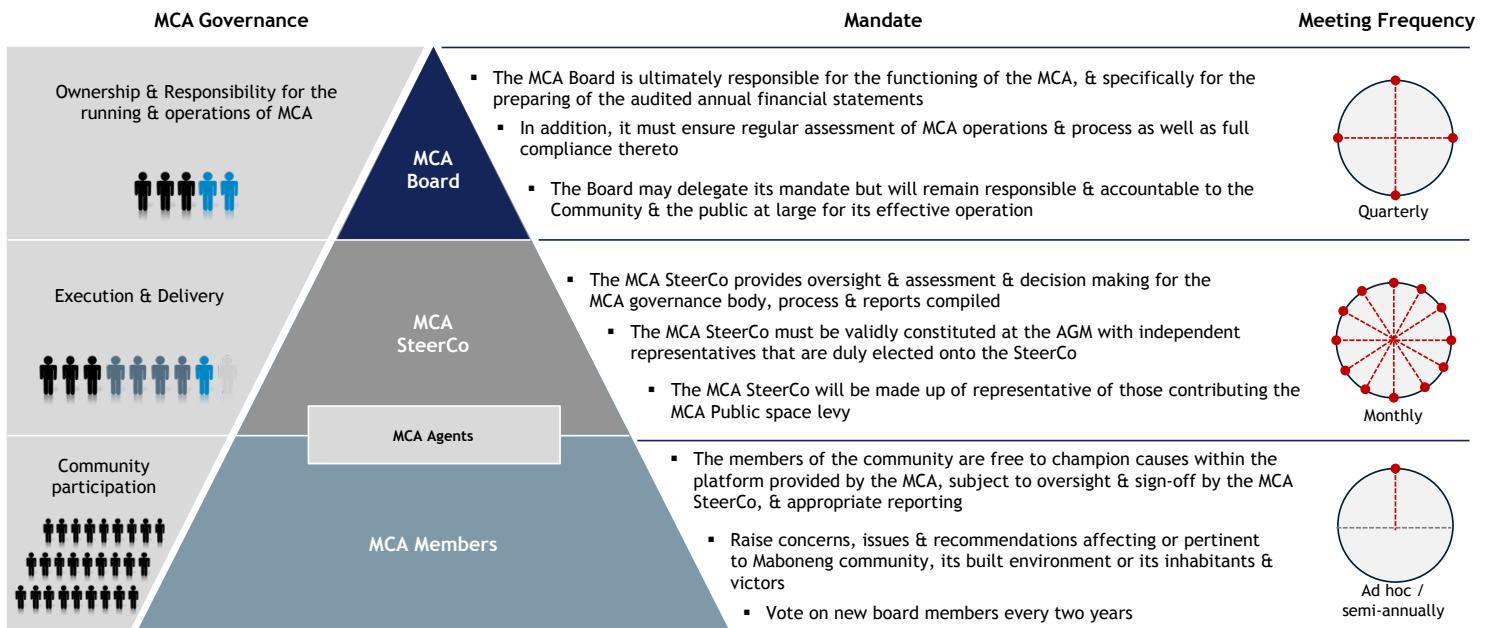 MCA Governance
Mandate
Meeting Frequency
Ownership & Responsibility for the
running & operations of MCA
MCA
Board
▪ The MCA Board is ultimately responsible for the functioning of the MCA, & specifically for the
preparing of the audited annual financial statements
▪ In addition, it must ensure regular assessment of MCA operations & process as well as full
compliance thereto
▪ The Board may delegate its mandate but will remain responsible & accountable to the
Community & the public at large for its effective operation
Quarterly
Execution & Delivery
MCA
SteerCo
▪ The MCA SteerCo provides oversight & assessment & decision making for the
MCA governance body, process & reports compiled
▪ The MCA SteerCo must be validly constituted at the AGM with independent
representatives that are duly elected onto the SteerCo
▪ The MCA SteerCo will be made up of representative of those contributing the
MCA Public space levy
Monthly
MCA Agents
Community
participation
MCA Members
▪ The members of the community are free to champion causes within the
platform provided by the MCA, subject to oversight & sign-off by the MCA
SteerCo, & appropriate reporting
▪ Raise concerns, issues & recommendations affecting or pertinent
to Maboneng community, its built environment or its inhabitants &
victors
▪ Vote on new board members every two years
Ad hoc /
semi-annually